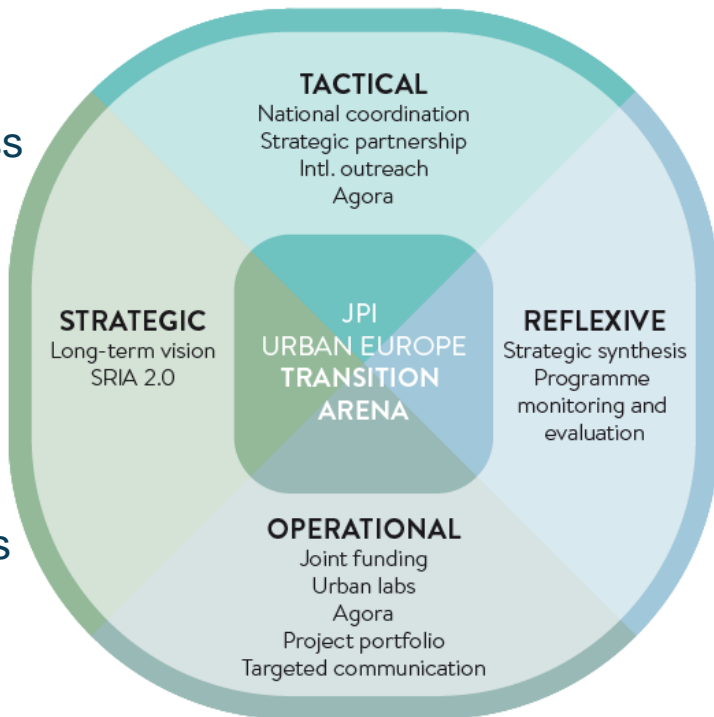 TACTICAL
National coordination
Strategic partnership
Intl. outreach
Agora
STRATEGIC
Long-term vision
SRIA 2.0
JPI
URBAN EUROPE
TRANSITION
ARENA
REFLEXIVE
Strategic synthesis
Programme
monitoring and
evaluation
OPERATIONAL
Joint funding
Urban labs
Agora
Project portfolio
Targeted communication